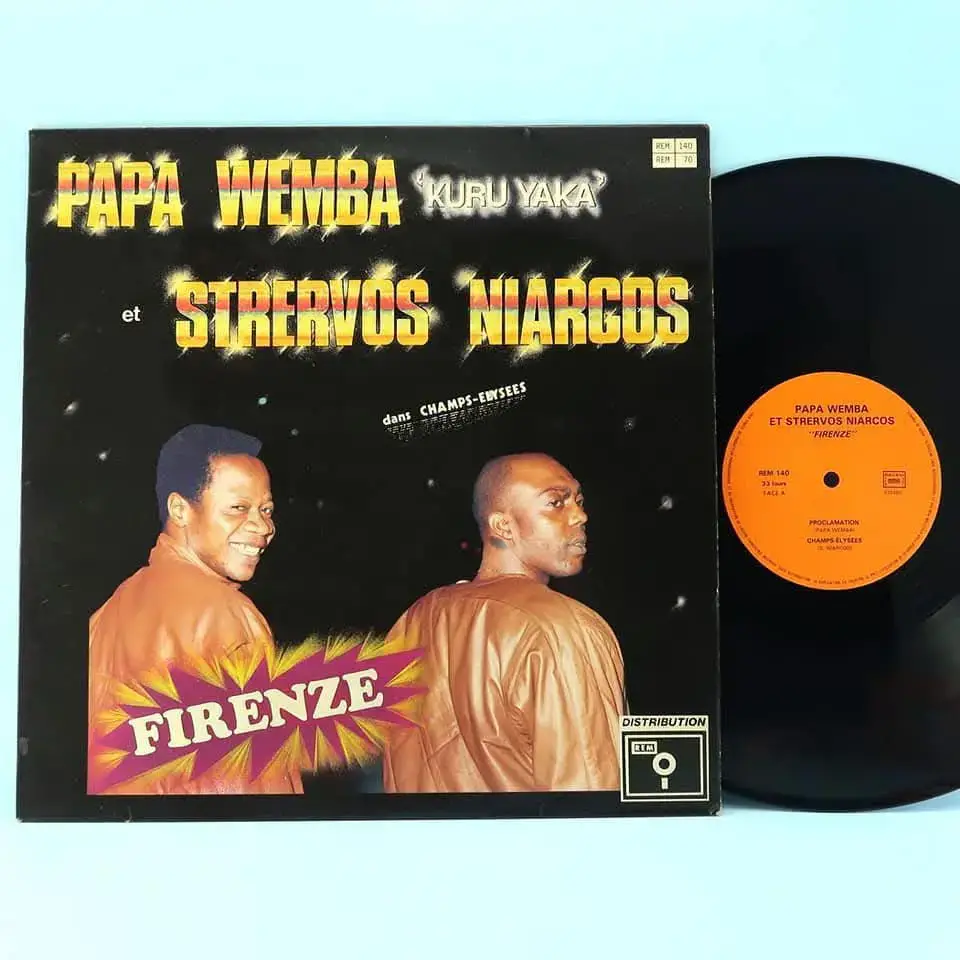 REM 140
REM 70
PAPA WEMBA 'KURU YAKA'
et STRERVOS NIARCOS
dans CHAMPS-ELYSEES
FIRENZE
DISTRIBUTION
REM
PAPA WEMBA
ET STRERVOS NIARCOS
"FIRENZE"
REM 140
33 tours
FACE A
PROCLAMATION
(PAPA WEMBA)
CHAMPS-ÉLYSÉES
(S. NIARCOS)